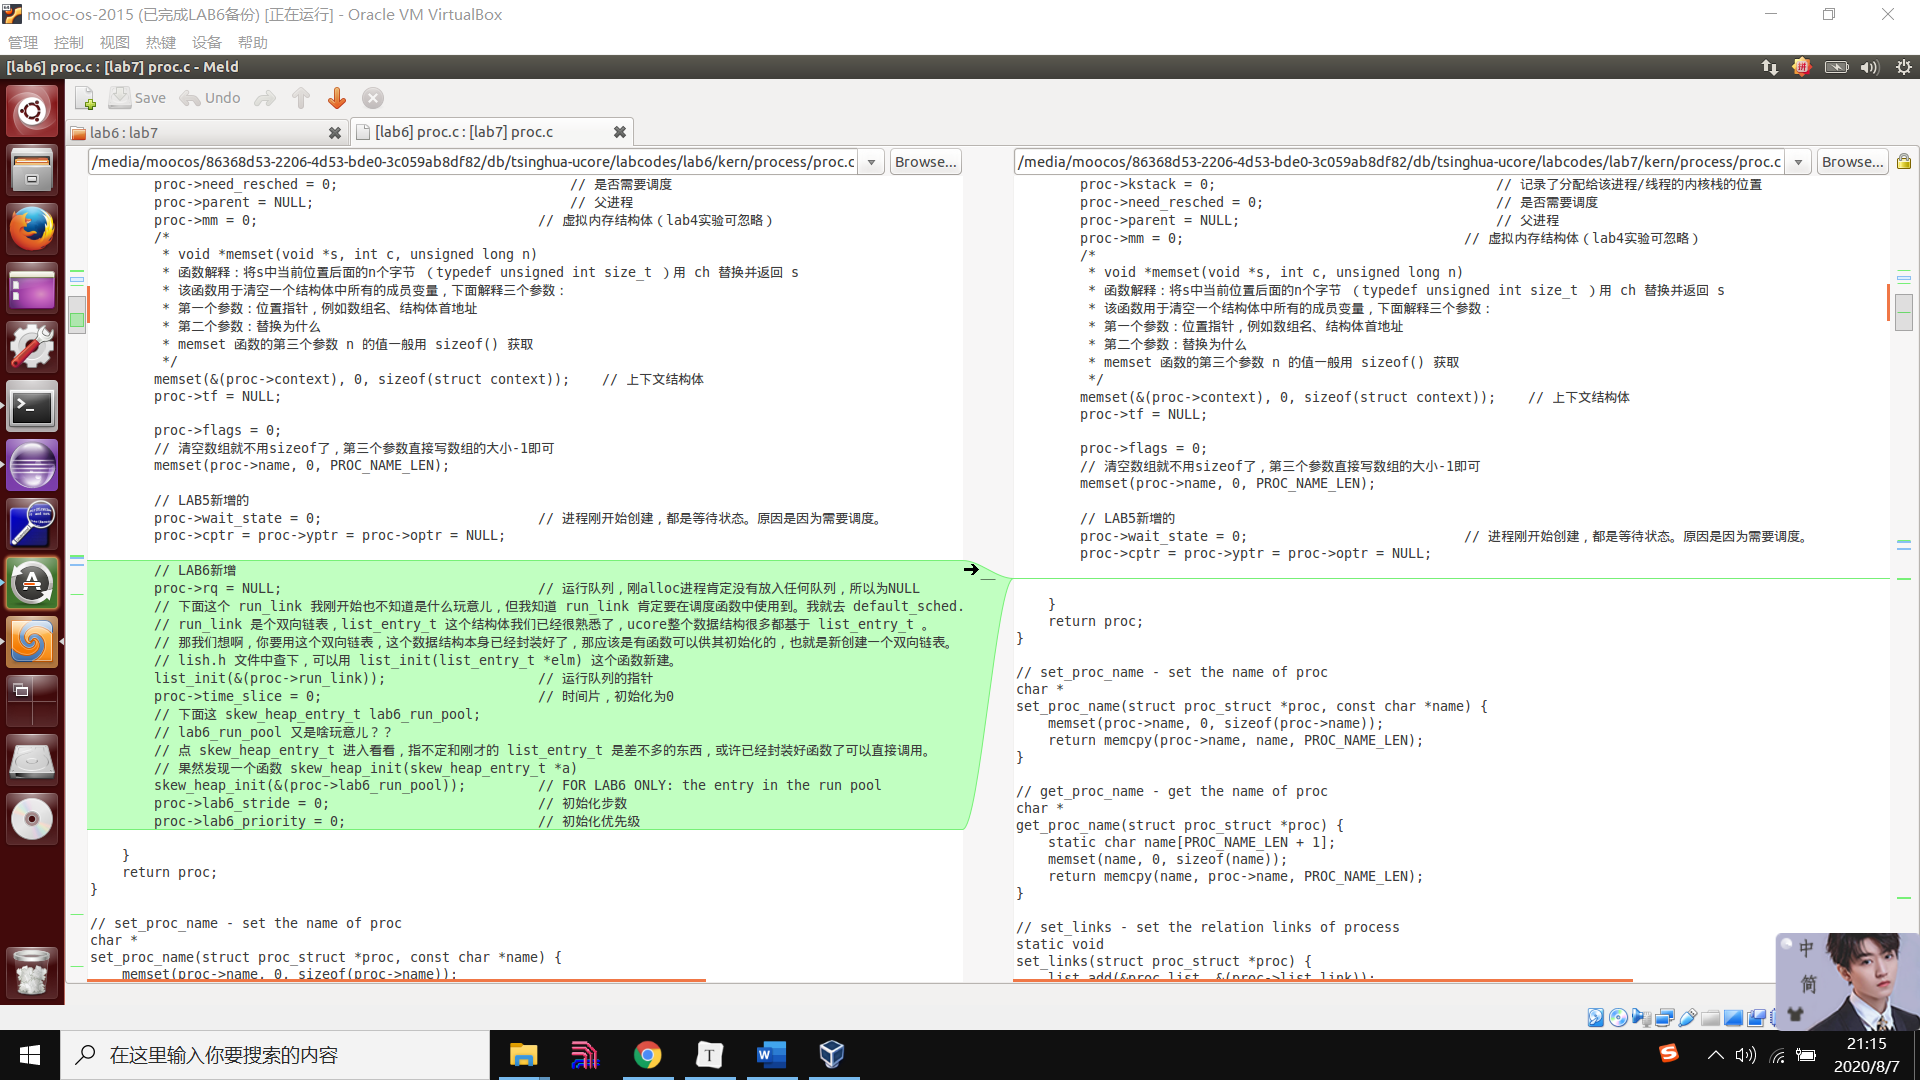 mooc-os-2015 (已完成LAB6备份) [正在运行] - Oracle VM VirtualBox
管理 控制 视图 热键 设备 帮助
[lab6] proc.c : [lab7] proc.c - Meld
Save Undo
lab6 : lab7
[lab6] proc.c : [lab7] proc.c
/media/moocos/86368d53-2206-4d53-bde0-3c059ab8df82/db/tsinghua-ucore/labcodes/lab6/kern/process/proc.c
Browse...
proc->need_resched = 0; // 是否需要调度
proc->parent = NULL; // 父进程
proc->mm = 0; // 虚拟内存结构体（lab4实验可忽略）
/*
* void *memset(void *s, int c, unsigned long n)
* 函数解释：将s中当前位置后面的n个字节 （typedef unsigned int size_t ）用 ch 替换并返回 s
* 该函数用于清空一个结构体中所有的成员变量，下面解释三个参数：
* 第一个参数：位置指针，例如数组名、结构体首地址
* 第二个参数：替换为什么
* memset 函数的第三个参数 n 的值一般用 sizeof() 获取
*/
memset(&(proc->context), 0, sizeof(struct context)); // 上下文结构体
proc->tf = NULL;
proc->flags = 0;
// 清空数组就不用sizeof了，第三个参数直接写数组的大小-1即可
memset(proc->name, 0, PROC_NAME_LEN);
// LAB5新增的
proc->wait_state = 0; // 进程刚开始创建，都是等待状态。原因是因为需要调度。
proc->cptr = proc->yptr = proc->optr = NULL;
// LAB6新增
proc->rq = NULL; // 运行队列，刚alloc进程肯定没有放入任何队列，所以为NULL
// 下面这个 run_link 我刚开始也不知道是什么玩意儿，但我知道 run_link 肯定要在调度函数中使用到。我就去 default_sched.
// run_link 是个双向链表，list_entry_t 这个结构体我们已经很熟悉了，ucore整个数据结构很多都基于 list_entry_t 。
// 那我们想啊，你要用这个双向链表，这个数据结构本身已经封装好了，那应该是有函数可以供其初始化的，也就是新创建一个双向链表。
// lish.h 文件中查下，可以用 list_init(list_entry_t *elm) 这个函数新建。
list_init(&(proc->run_link)); // 运行队列的指针
proc->time_slice = 0; // 时间片，初始化为0
// 下面这 skew_heap_entry_t lab6_run_pool;
// lab6_run_pool 又是啥玩意儿？？
// 点 skew_heap_entry_t 进入看看，指不定和刚才的 list_entry_t 是差不多的东西，或许已经封装好函数了可以直接调用。
// 果然发现一个函数 skew_heap_init(skew_heap_entry_t *a)
skew_heap_init(&(proc->lab6_run_pool)); // FOR LAB6 ONLY: the entry in the run pool
proc->lab6_stride = 0; // 初始化步数
proc->lab6_priority = 0; // 初始化优先级
}
return proc;
}
// set_proc_name - set the name of proc
char *
set_proc_name(struct proc_struct *proc, const char *name) {
memset(proc->name, 0, sizeof(proc->name));
/media/moocos/86368d53-2206-4d53-bde0-3c059ab8df82/db/tsinghua-ucore/labcodes/lab7/kern/process/proc.c
Browse...
proc->kstack = 0; // 记录了分配给该进程/线程的内核栈的位置
proc->need_resched = 0; // 是否需要调度
proc->parent = NULL; // 父进程
proc->mm = 0; // 虚拟内存结构体（lab4实验可忽略）
/*
* void *memset(void *s, int c, unsigned long n)
* 函数解释：将s中当前位置后面的n个字节 （typedef unsigned int size_t ）用 ch 替换并返回 s
* 该函数用于清空一个结构体中所有的成员变量，下面解释三个参数：
* 第一个参数：位置指针，例如数组名、结构体首地址
* 第二个参数：替换为什么
* memset 函数的第三个参数 n 的值一般用 sizeof() 获取
*/
memset(&(proc->context), 0, sizeof(struct context)); // 上下文结构体
proc->tf = NULL;
proc->flags = 0;
// 清空数组就不用sizeof了，第三个参数直接写数组的大小-1即可
memset(proc->name, 0, PROC_NAME_LEN);
// LAB5新增的
proc->wait_state = 0; // 进程刚开始创建，都是等待状态。原因是因为需要调度。
proc->cptr = proc->yptr = proc->optr = NULL;
}
return proc;
}
// set_proc_name - set the name of proc
char *
set_proc_name(struct proc_struct *proc, const char *name) {
memset(proc->name, 0, sizeof(proc->name));
return memcpy(proc->name, name, PROC_NAME_LEN);
}
// get_proc_name - get the name of proc
char *
get_proc_name(struct proc_struct *proc) {
static char name[PROC_NAME_LEN + 1];
memset(name, 0, sizeof(name));
return memcpy(name, proc->name, PROC_NAME_LEN);
}
// set_links - set the relation links of process
static void
set_links(struct proc_struct *proc) {
list_add(&proc_list, &(proc->list_link));
中
简
在这里输入你要搜索的内容
21:15
2020/8/7